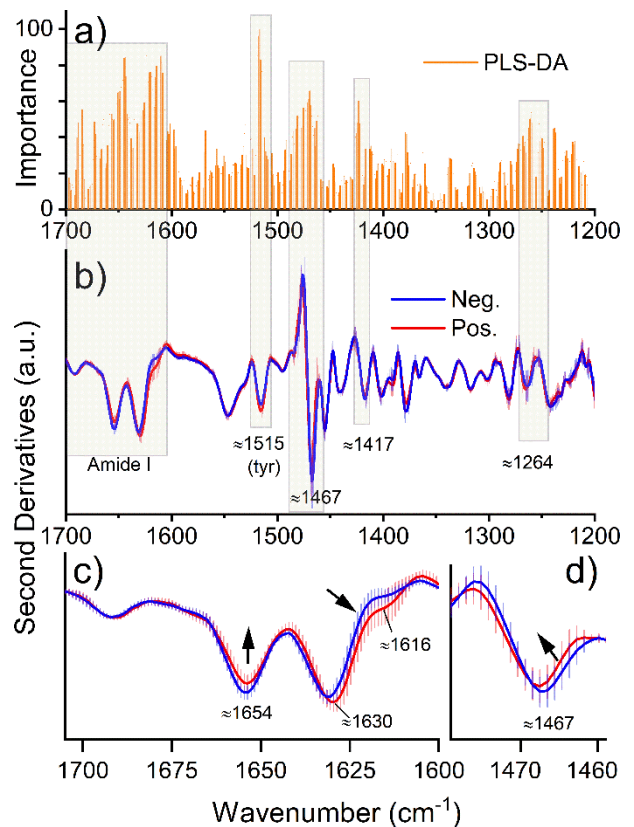 a)
100
PLS-DA
Importance
0
1700 1600 1500 1400 1300 1200
b)
Neg.
Pos.
Amide I
≈1515
(tyr)
≈1467
≈1417
≈1264
1700 1600 1500 1400 1300 1200
Second Derivatives (a.u.)
c)
≈1654
≈1630
≈1616
1700 1675 1650 1625 1600
d)
≈1467
1467 1460
Wavenumber (cm-1)